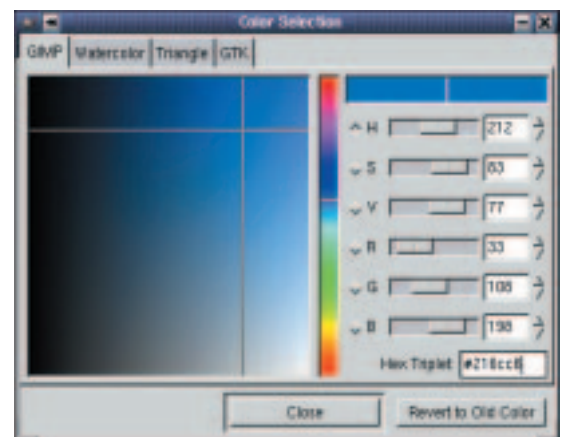 Color Selection
GIMP Watercolor Triangle GTK
H 212
S 83
V 77
R 33
G 108
B 198
Hex Triplet #216cc6
Close Revert to Old Color